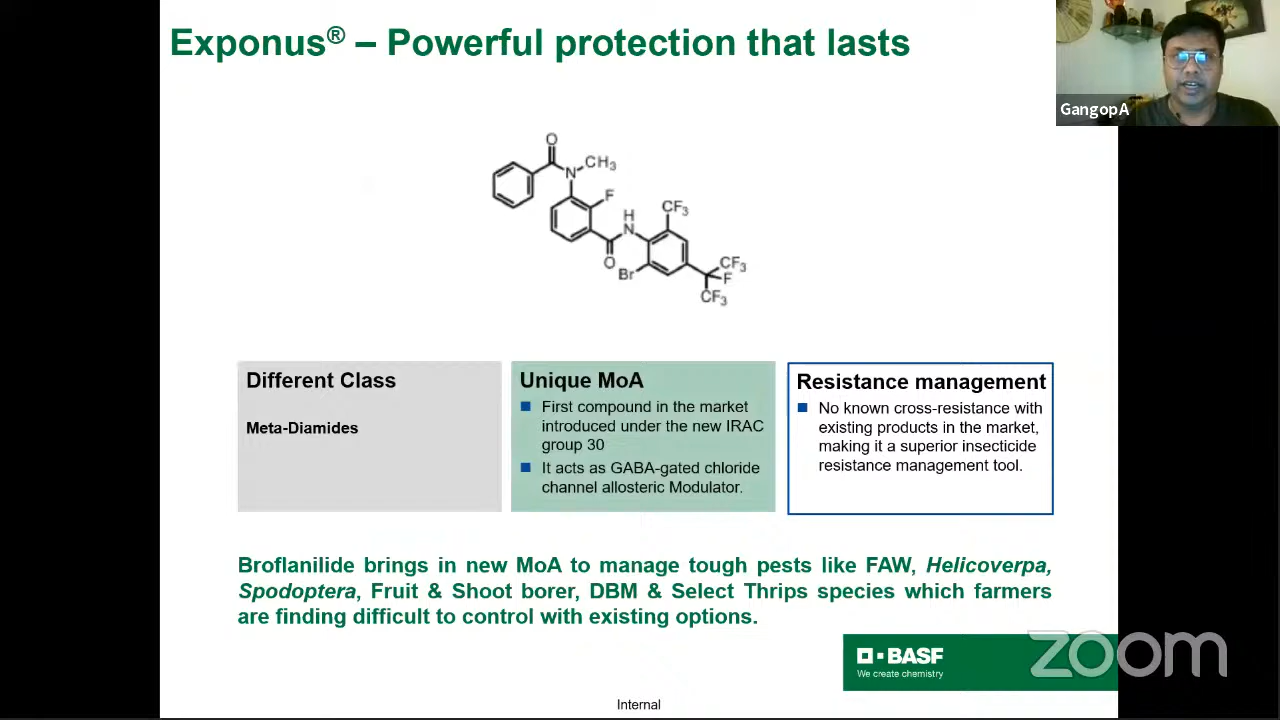 Exponus® – Powerful protection that lasts
GangopA
O
N
CH3
F
H
N
O
CF3
Br
CF3
F
CF3
Different Class
Meta-Diamides
Unique MoA
First compound in the market
introduced under the new IRAC
group 30
It acts as GABA-gated chloride
channel allosteric Modulator.
Resistance management
No known cross-resistance with
existing products in the market,
making it a superior insecticide
resistance management tool.
Broflanilide brings in new MoA to manage tough pests like FAW, Helicoverpa,
Spodoptera, Fruit & Shoot borer, DBM & Select Thrips species which farmers
are finding difficult to control with existing options.
BASF
We create chemistry
zoom
Internal